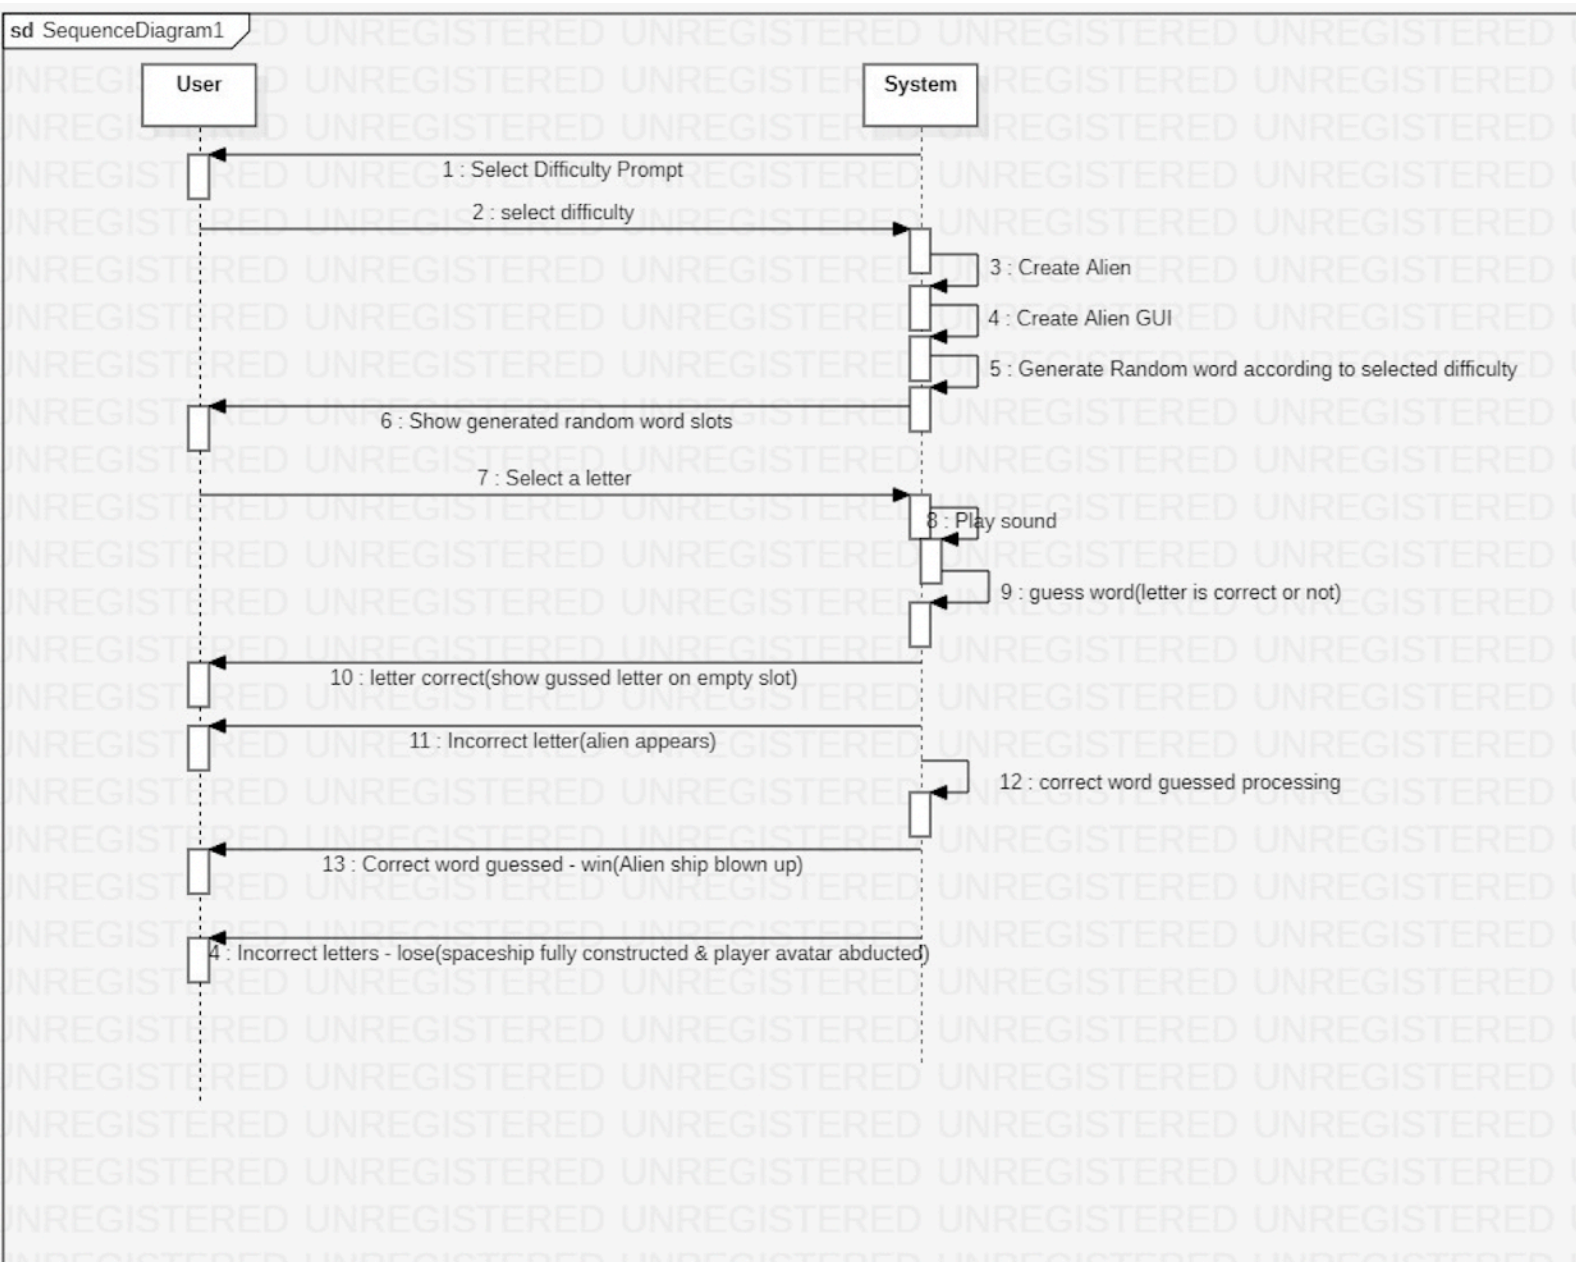 sd SequenceDiagram1
User
System
1 : Select Difficulty Prompt
2 : select difficulty
3 : Create Alien
4 : Create Alien GUI
5 : Generate Random word according to selected difficulty
6 : Show generated random word slots
7 : Select a letter
8 : Play sound
9 : guess word(letter is correct or not)
10 : letter correct(show gussed letter on empty slot)
11 : Incorrect letter(alien appears)
12 : correct word guessed processing
13 : Correct word guessed - win(Alien ship blown up)
4 : Incorrect letters - lose(spaceship fully constructed & player avatar abducted)
UNREGISTERED